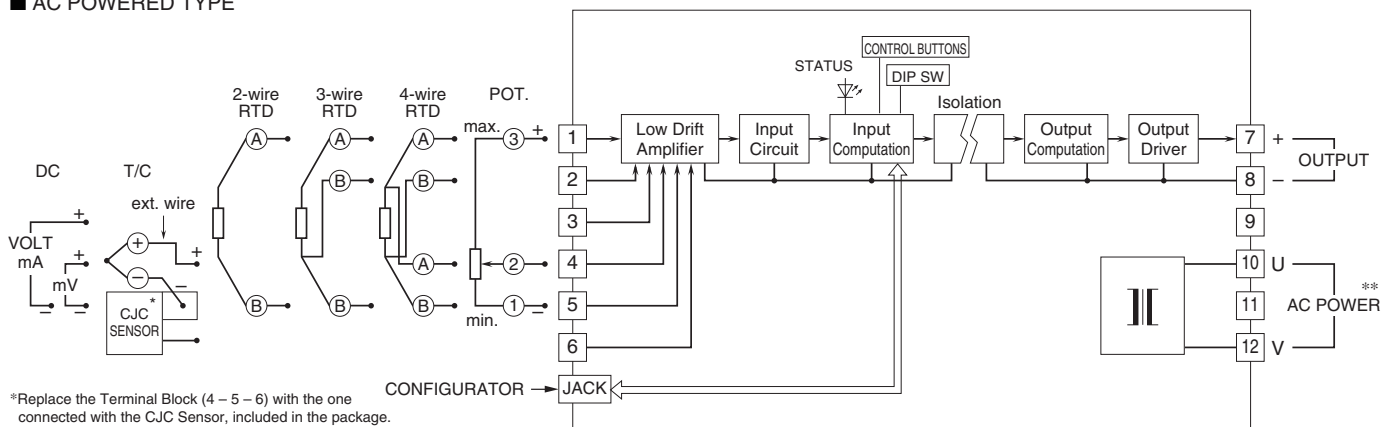 ■ AC POWERED TYPE
DC
VOLT
mA
+
–
mV
+
–
T/C
ext. wire
+
–
+
–
CJC *
SENSOR
2-wire
RTD
A
B
3-wire
RTD
A
B
B
4-wire
RTD
A
B
A
B
POT.
max.
3 +
2
1 –
min.
1
2
3
4
5
6
CONFIGURATOR
JACK
Low Drift
Amplifier
Input
Circuit
STATUS
CONTROL BUTTONS
DIP SW
Input
Computation
Isolation
Output
Computation
Output
Driver
7 +
8 –
OUTPUT
9
10 U
11
12 V
**
AC POWER
*Replace the Terminal Block (4 – 5 – 6) with the one
connected with the CJC Sensor, included in the package.